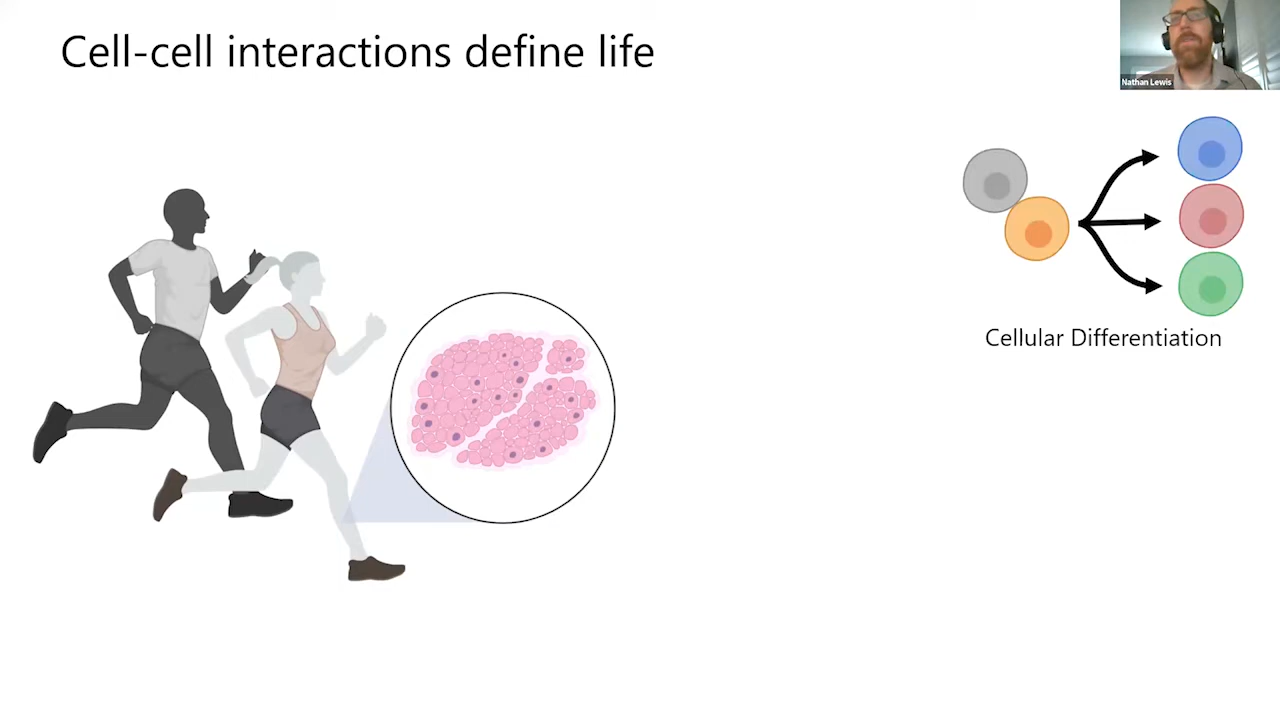 Cell-cell interactions define life
Nathan Lewis
Cellular Differentiation